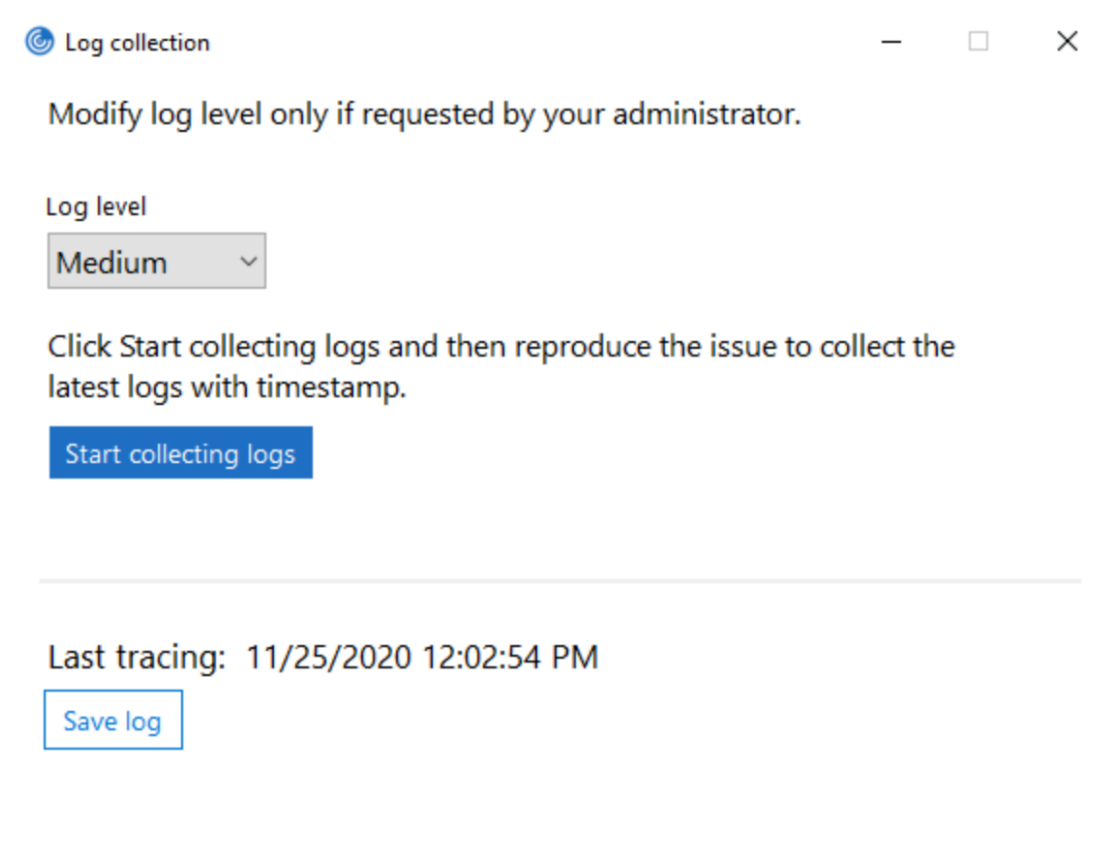 Log collection
Modify log level only if requested by your administrator.
Log level
Medium
Click Start collecting logs and then reproduce the issue to collect the
latest logs with timestamp.
Start collecting logs
Last tracing: 11/25/2020 12:02:54 PM
Save log